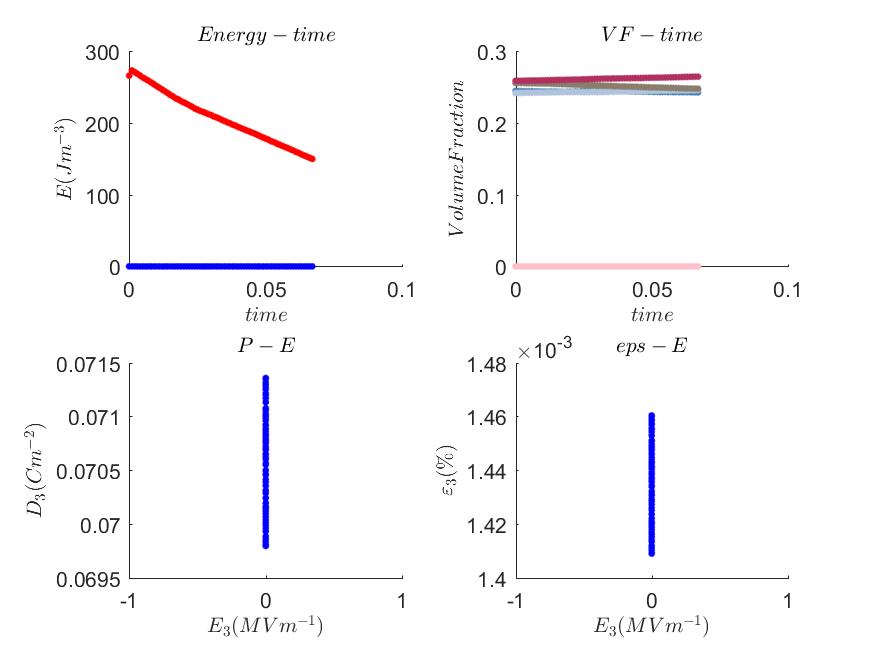 Energy − time
300
200
100
0
0
0.05
0.1
E(Jm⁻³)
time
VF − time
0.3
0.2
0.1
0
0
0.05
0.1
VolumeFraction
time
P − E
0.0715
0.071
0.0705
0.07
0.0695
-1
0
1
D₃(Cm⁻²)
E₃(MVm⁻¹)
eps − E
×10⁻³
1.48
1.46
1.44
1.42
1.4
-1
0
1
ε₃(%)
E₃(MVm⁻¹)